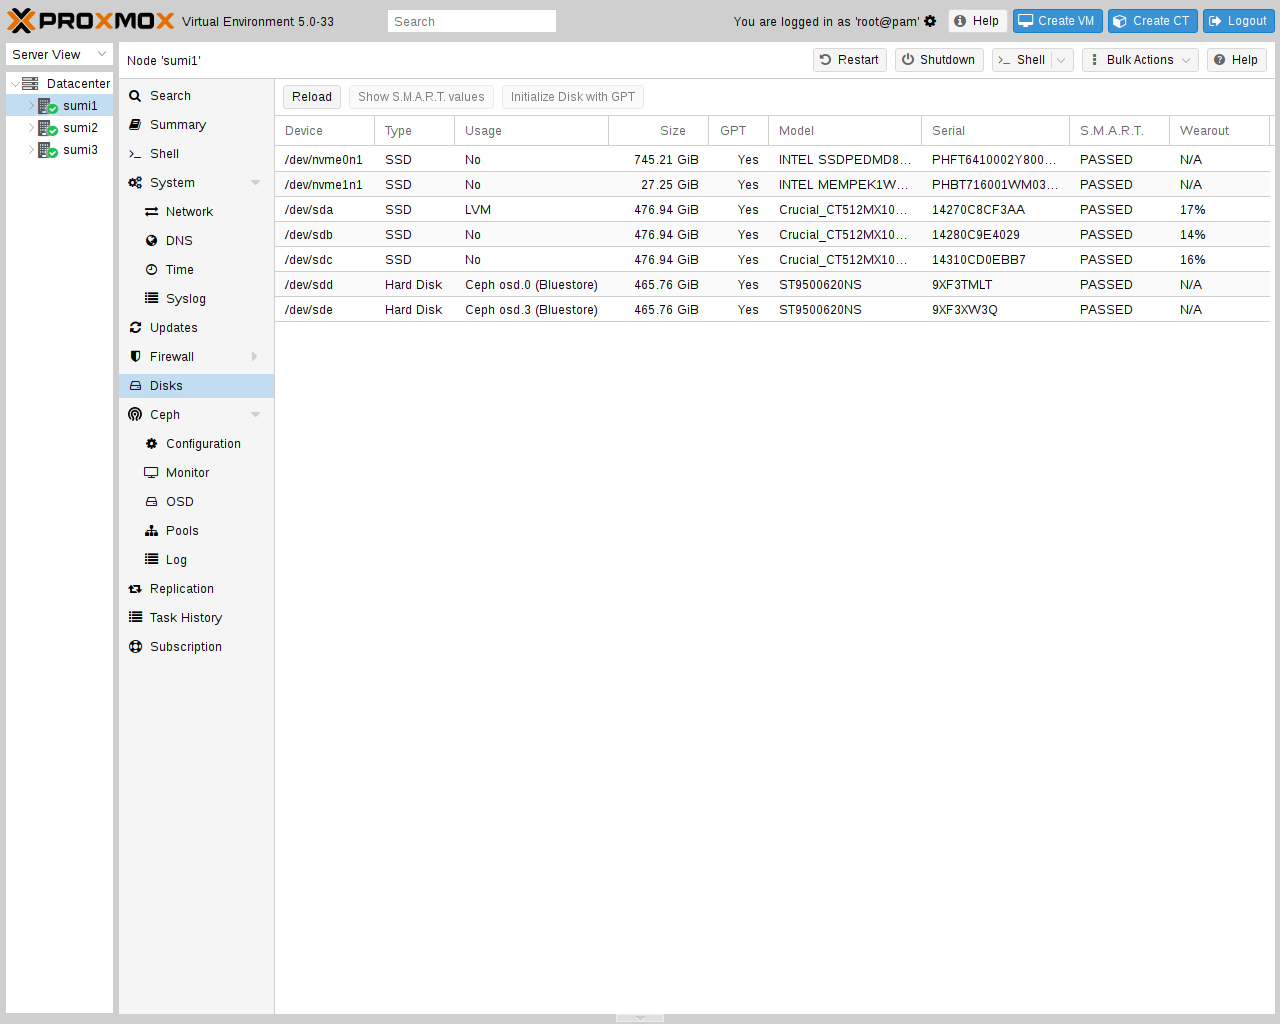 PROXMOX Virtual Environment 5.0-33 Search You are logged in as 'root@pam' Help Create VM Create CT Logout
Server View
Node 'sumi1' Restart Shutdown Shell Bulk Actions Help
Datacenter
sumi1
sumi2
sumi3
Search
Summary
Shell
System
Network
DNS
Time
Syslog
Updates
Firewall
Disks
Ceph
Configuration
Monitor
OSD
Pools
Log
Replication
Task History
Subscription
Reload Show S.M.A.R.T. values Initialize Disk with GPT
Device Type Usage Size GPT Model Serial S.M.A.R.T. Wearout
/dev/nvme0n1 SSD No 745.21 GiB Yes INTEL SSDPEDMD8... PHFT6410002Y800... PASSED N/A
/dev/nvme1n1 SSD No 27.25 GiB Yes INTEL MEMPEK1W... PHBT716001WM03... PASSED N/A
/dev/sda SSD LVM 476.94 GiB Yes Crucial_CT512MX10... 14270C8CF3AA PASSED 17%
/dev/sdb SSD No 476.94 GiB Yes Crucial_CT512MX10... 14280C9E4029 PASSED 14%
/dev/sdc SSD No 476.94 GiB Yes Crucial_CT512MX10... 14310CD0EBB7 PASSED 16%
/dev/sdd Hard Disk Ceph osd.0 (Bluestore) 465.76 GiB Yes ST9500620NS 9XF3TMLT PASSED N/A
/dev/sde Hard Disk Ceph osd.3 (Bluestore) 465.76 GiB Yes ST9500620NS 9XF3XW3Q PASSED N/A